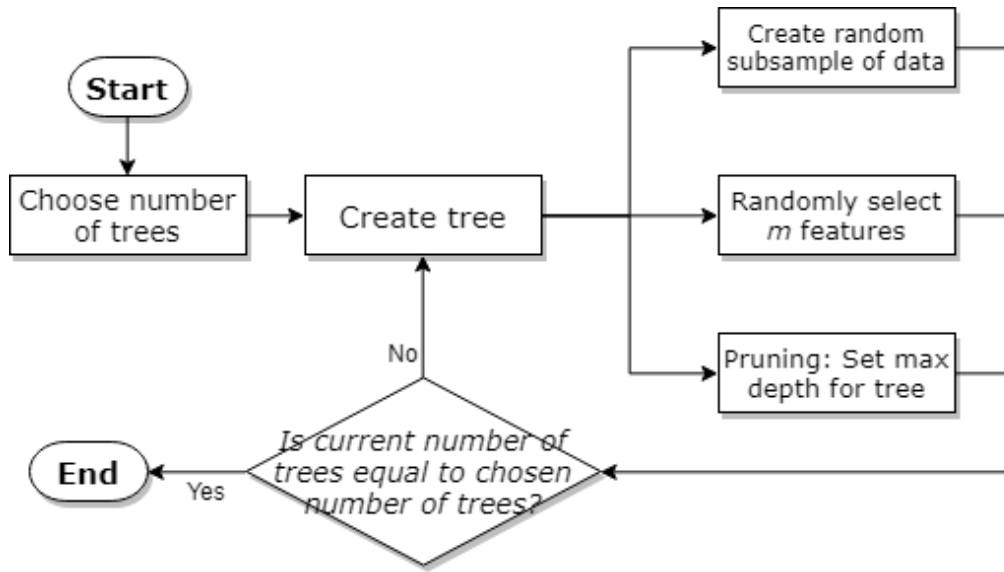 Start
Choose number
of trees
Create tree
Create random
subsample of data
Randomly select
m features
Pruning: Set max
depth for tree
No
Is current number of
trees equal to chosen
number of trees?
Yes
End